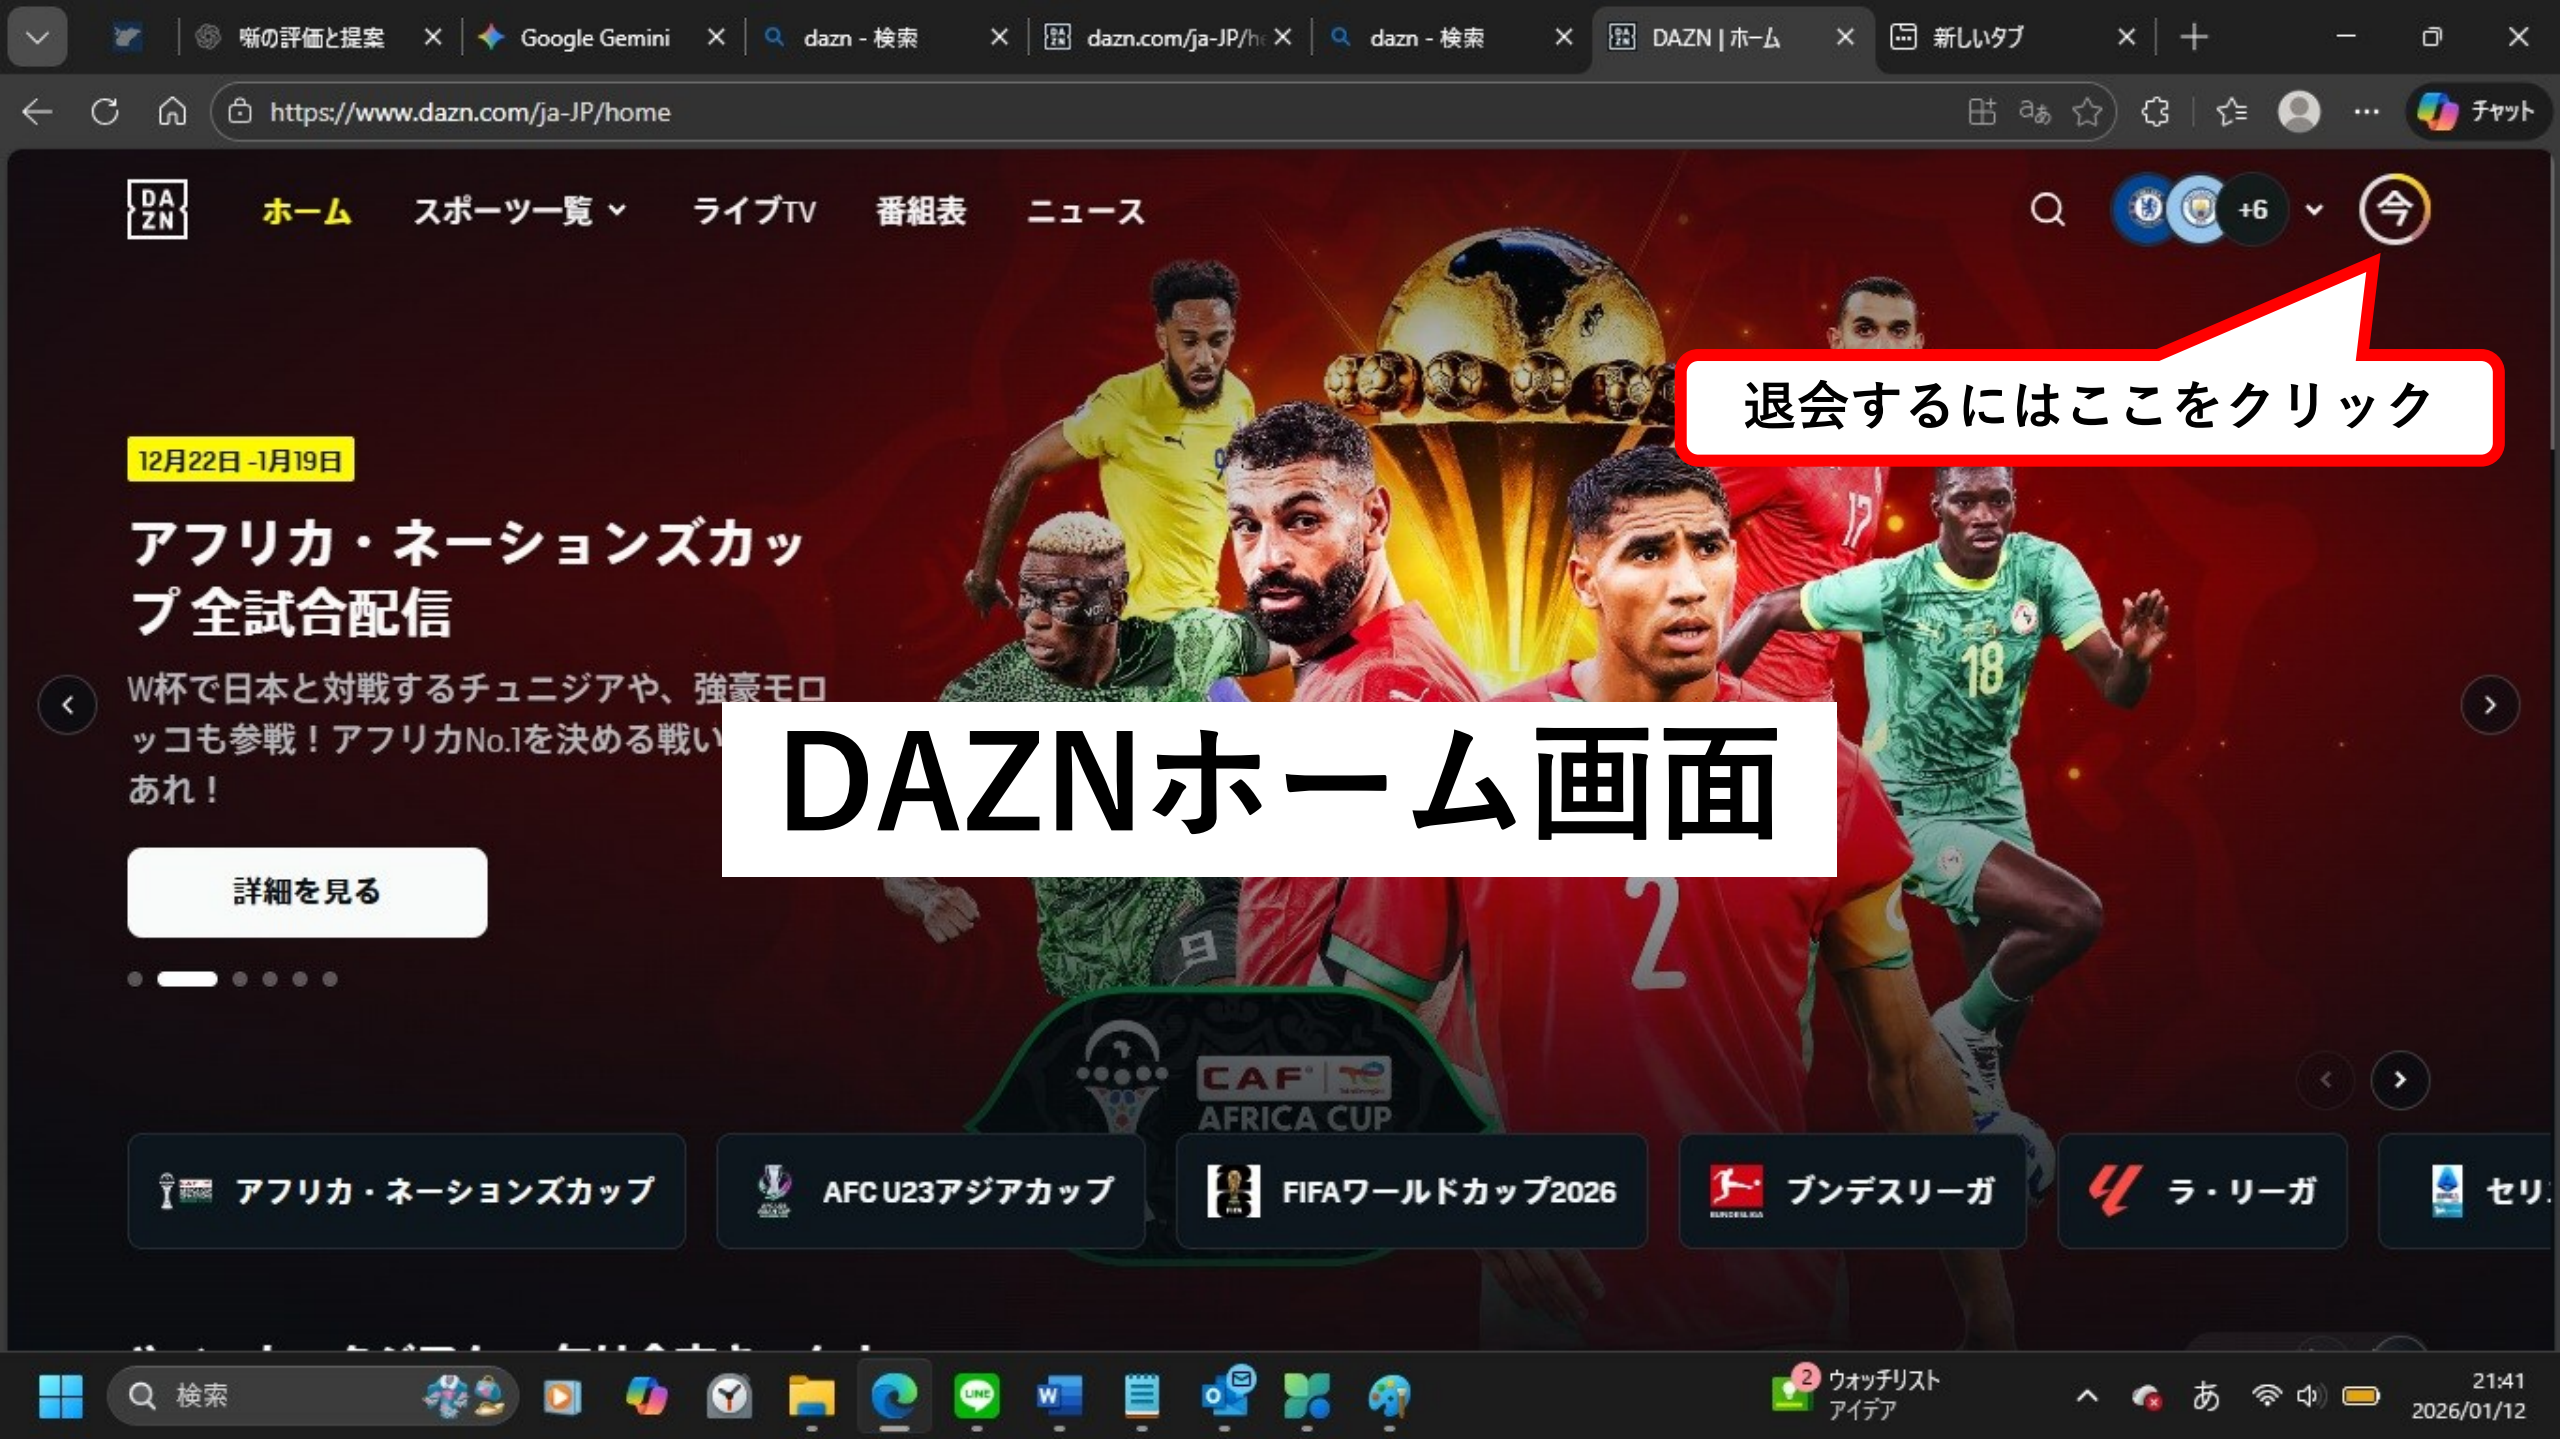 噺の評価と提案
Google Gemini
dazn - 検索
dazn.com/ja-JP/h
dazn - 検索
DAZN | ホーム
新しいタブ
https://www.dazn.com/ja-JP/home
チャット
DA
ZN
ホーム
スポーツ一覧
ライブTV
番組表
ニュース
+6
今
退会するにはここをクリック
12月22日 -1月19日
アフリカ・ネーションズカッ
プ 全試合配信
W杯で日本と対戦するチュニジアや、強豪モロ
ッコも参戦！アフリカNo.1を決める戦い
あれ！
DAZNホーム画面
詳細を見る
17
18
9
2
CAF
AFRICA CUP
アフリカ・ネーションズカップ
AFC U23アジアカップ
FIFAワールドカップ2026
BUNDESLIGA
ブンデスリーガ
ラ・リーガ
セリ
検索
LINE
2
ウォッチリスト
アイデア
あ
21:41
2026/01/12